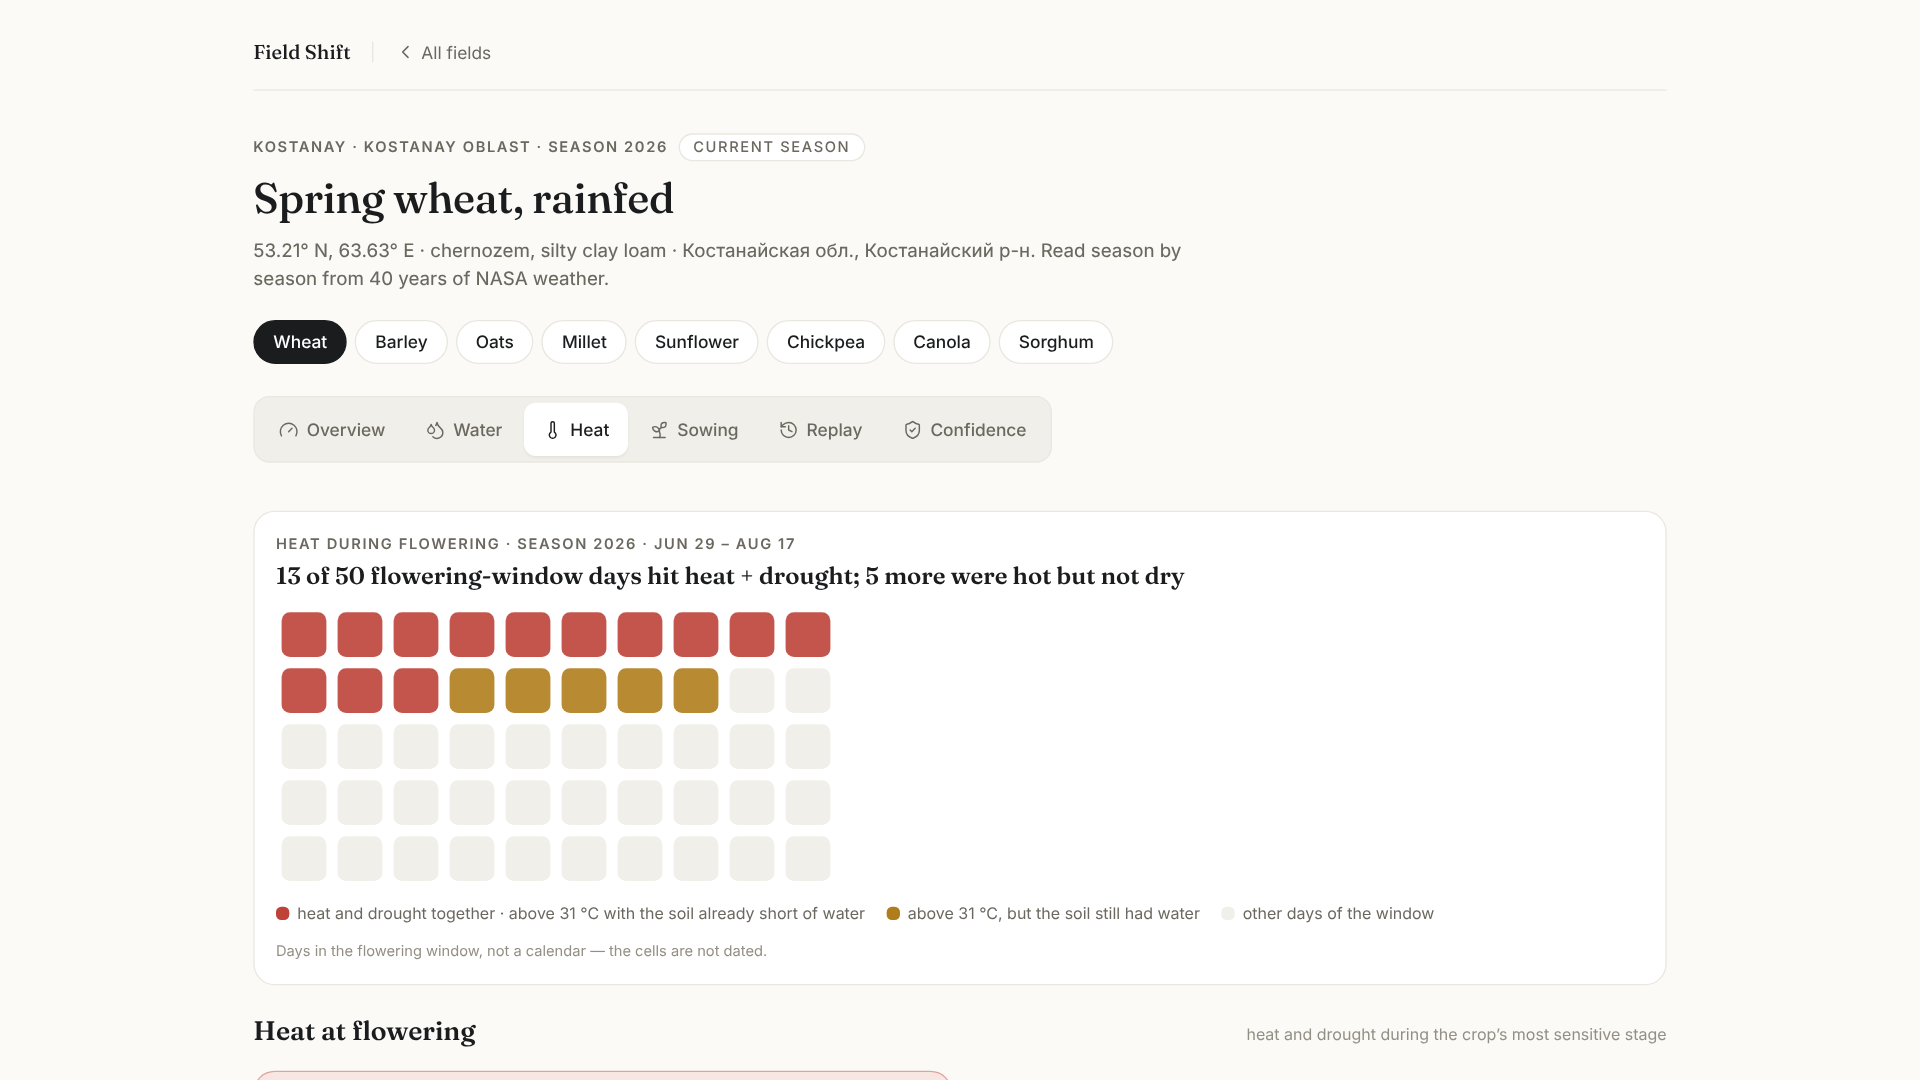 Field Shift
All fields
KOSTANAY · KOSTANAY OBLAST · SEASON 2026
CURRENT SEASON
Spring wheat, rainfed
53.21° N, 63.63° E · chernozem, silty clay loam · Костанайская обл., Костанайский р-н. Read season by
season from 40 years of NASA weather.
Wheat
Barley
Oats
Millet
Sunflower
Chickpea
Canola
Sorghum
Overview
Water
Heat
Sowing
Replay
Confidence
HEAT DURING FLOWERING · SEASON 2026 · JUN 29 – AUG 17
13 of 50 flowering-window days hit heat + drought; 5 more were hot but not dry
heat and drought together · above 31 °C with the soil already short of water
above 31 °C, but the soil still had water
other days of the window
Days in the flowering window, not a calendar — the cells are not dated.
Heat at flowering
heat and drought during the crop’s most sensitive stage